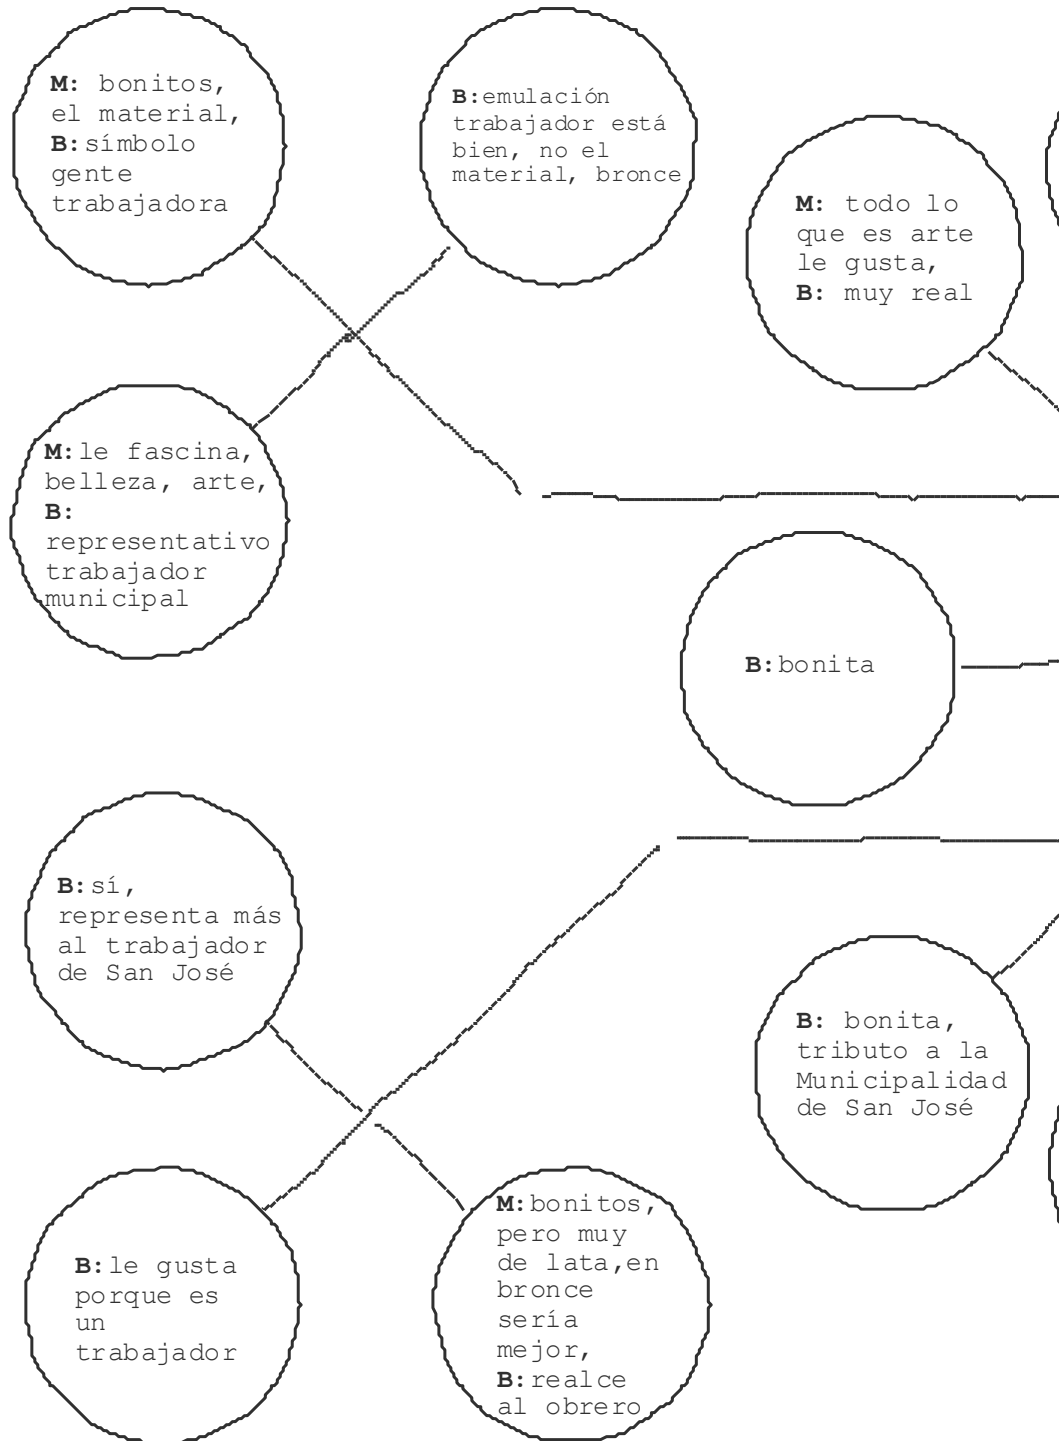 M: bonitos,
el material,
B:símbolo
gente
trabajadora
B:emulación
trabajador está
bien, no el
material, bronce
M: todo lo
que es arte
le gusta,
B: muy real
M:le fascina,
belleza, arte,
B:
representativo
trabajador
municipal
B:bonita
B:sí,
representa más
al trabajador
de San José
B: bonita,
tributo a la
Municipalidad
de San José
B:le gusta
porque es
un
trabajador
M:bonitos,
pero muy
de lata,en
bronce
sería
mejor,
B:realce
al obrero